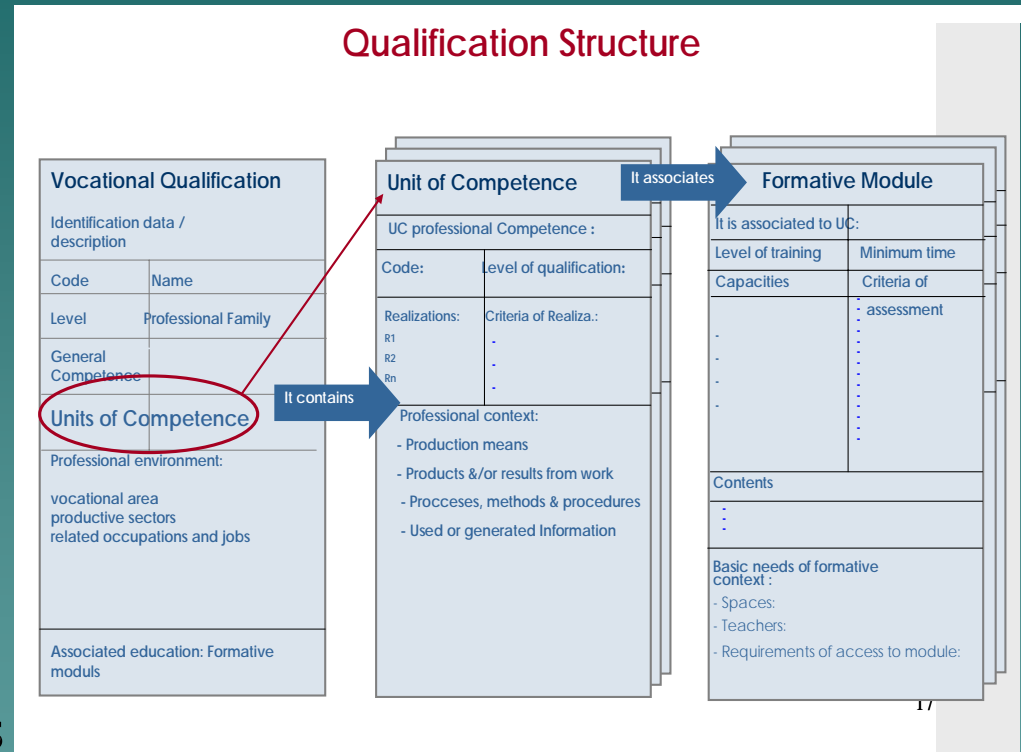 Qualification Structure
Vocational Qualification
Identification data /
description
Code Name
Level Professional Family
General
Competence
Units of Competence
Professional environment:
vocational area
productive sectors
related occupations and jobs
Associated education: Formative
moduls
It contains
Unit of Competence
UC professional Competence :
Code: Level of qualification:
Realizations: Criteria of Realiza.:
R1 -
R2 -
Rn -
Professional context:
- Production means
- Products &/or results from work
- Procceses, methods & procedures
- Used or generated Information
It associates
Formative Module
It is associated to UC:
Level of training Minimum time
Capacities Criteria of
assessment
Contents
Basic needs of formative
context :
- Spaces:
- Teachers:
- Requirements of access to module:
17